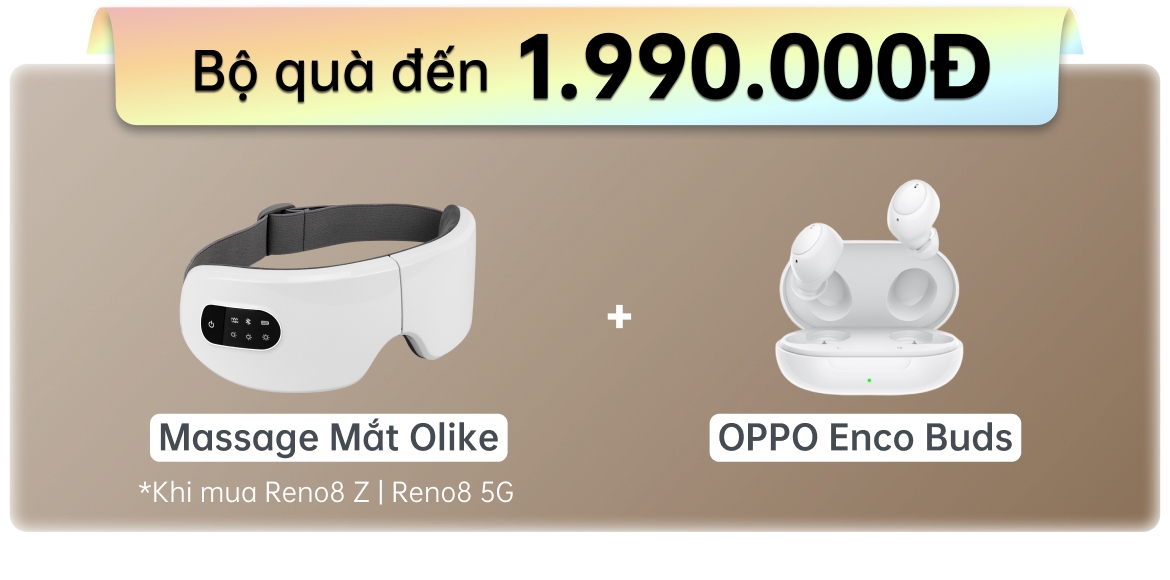 Bộ quà đến 1.990.000Đ
Massage Mắt Olike
OPPO Enco Buds
*Khi mua Reno8 Z | Reno8 5G